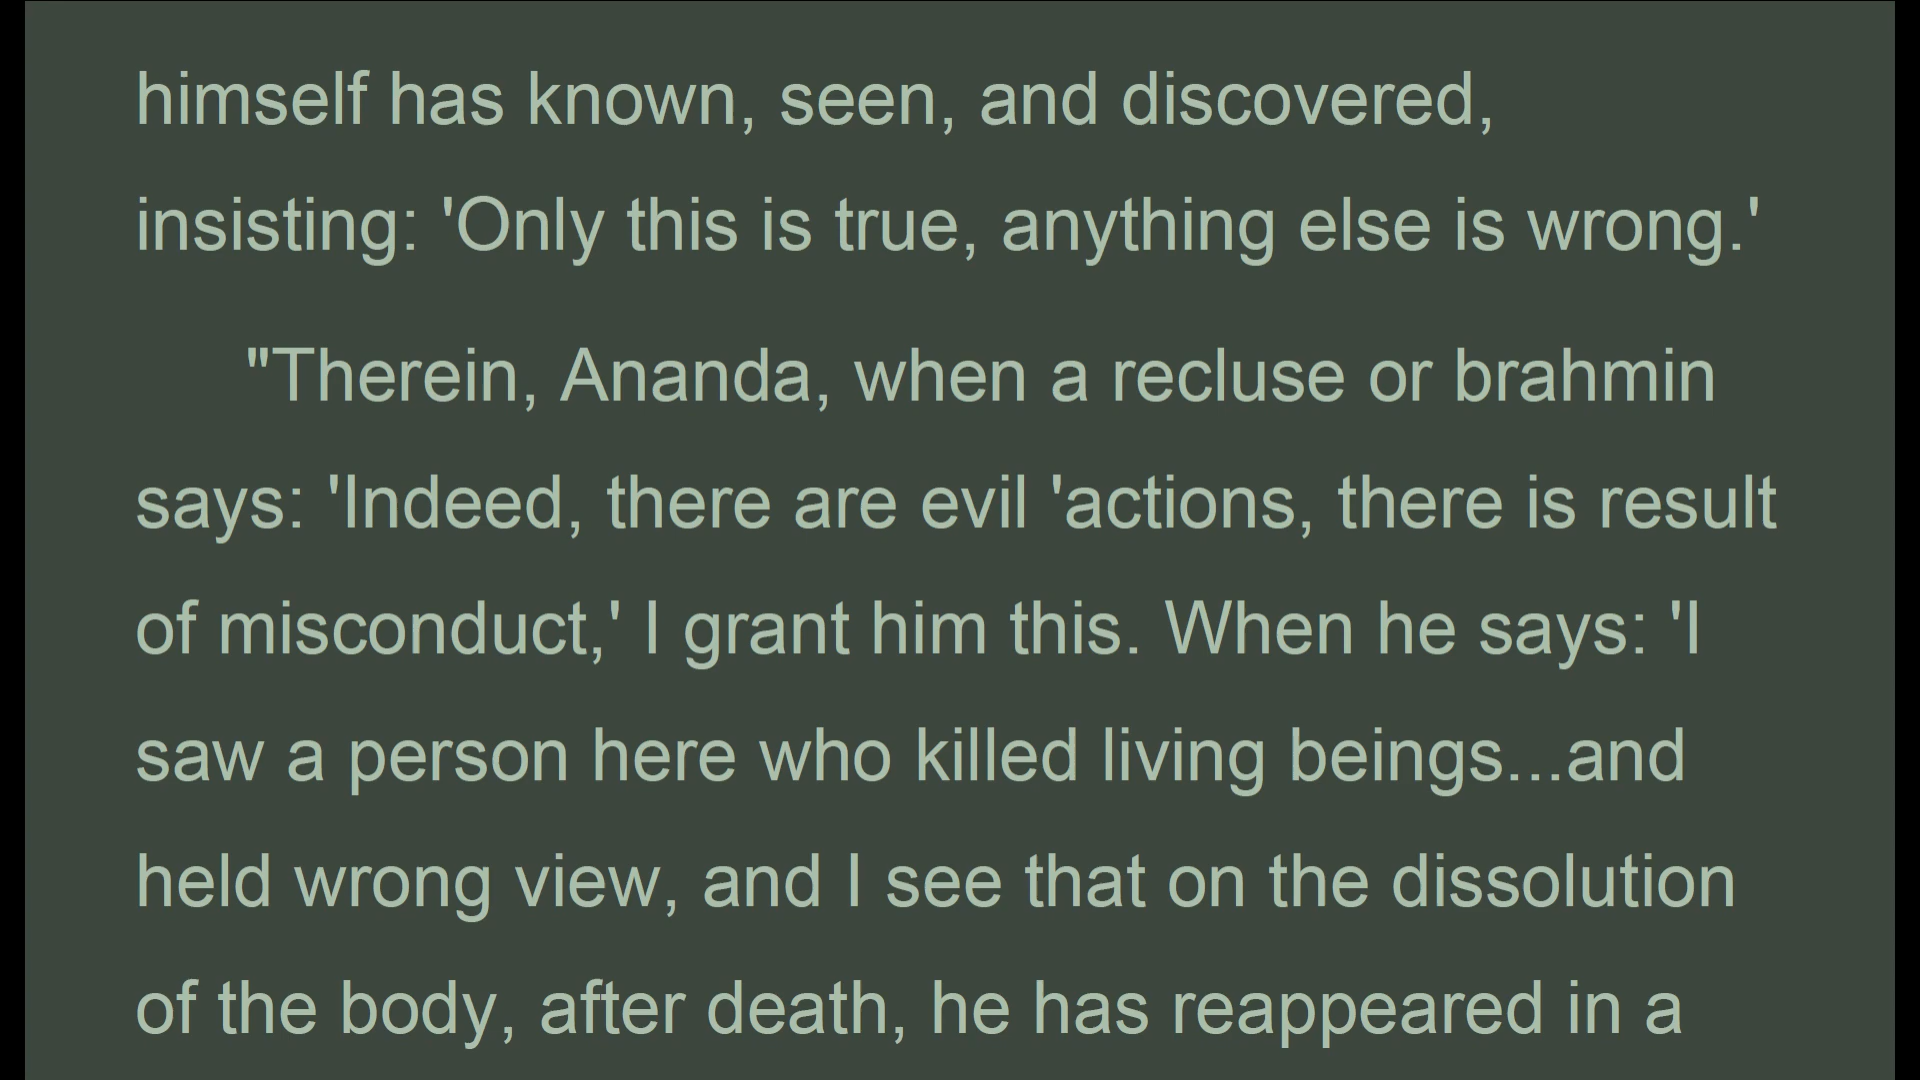 himself has known, seen, and discovered,
insisting: 'Only this is true, anything else is wrong.'
"Therein, Ananda, when a recluse or brahmin
says: 'Indeed, there are evil 'actions, there is result
of misconduct,' I grant him this. When he says: 'I
saw a person here who killed living beings...and
held wrong view, and I see that on the dissolution
of the body, after death, he has reappeared in a